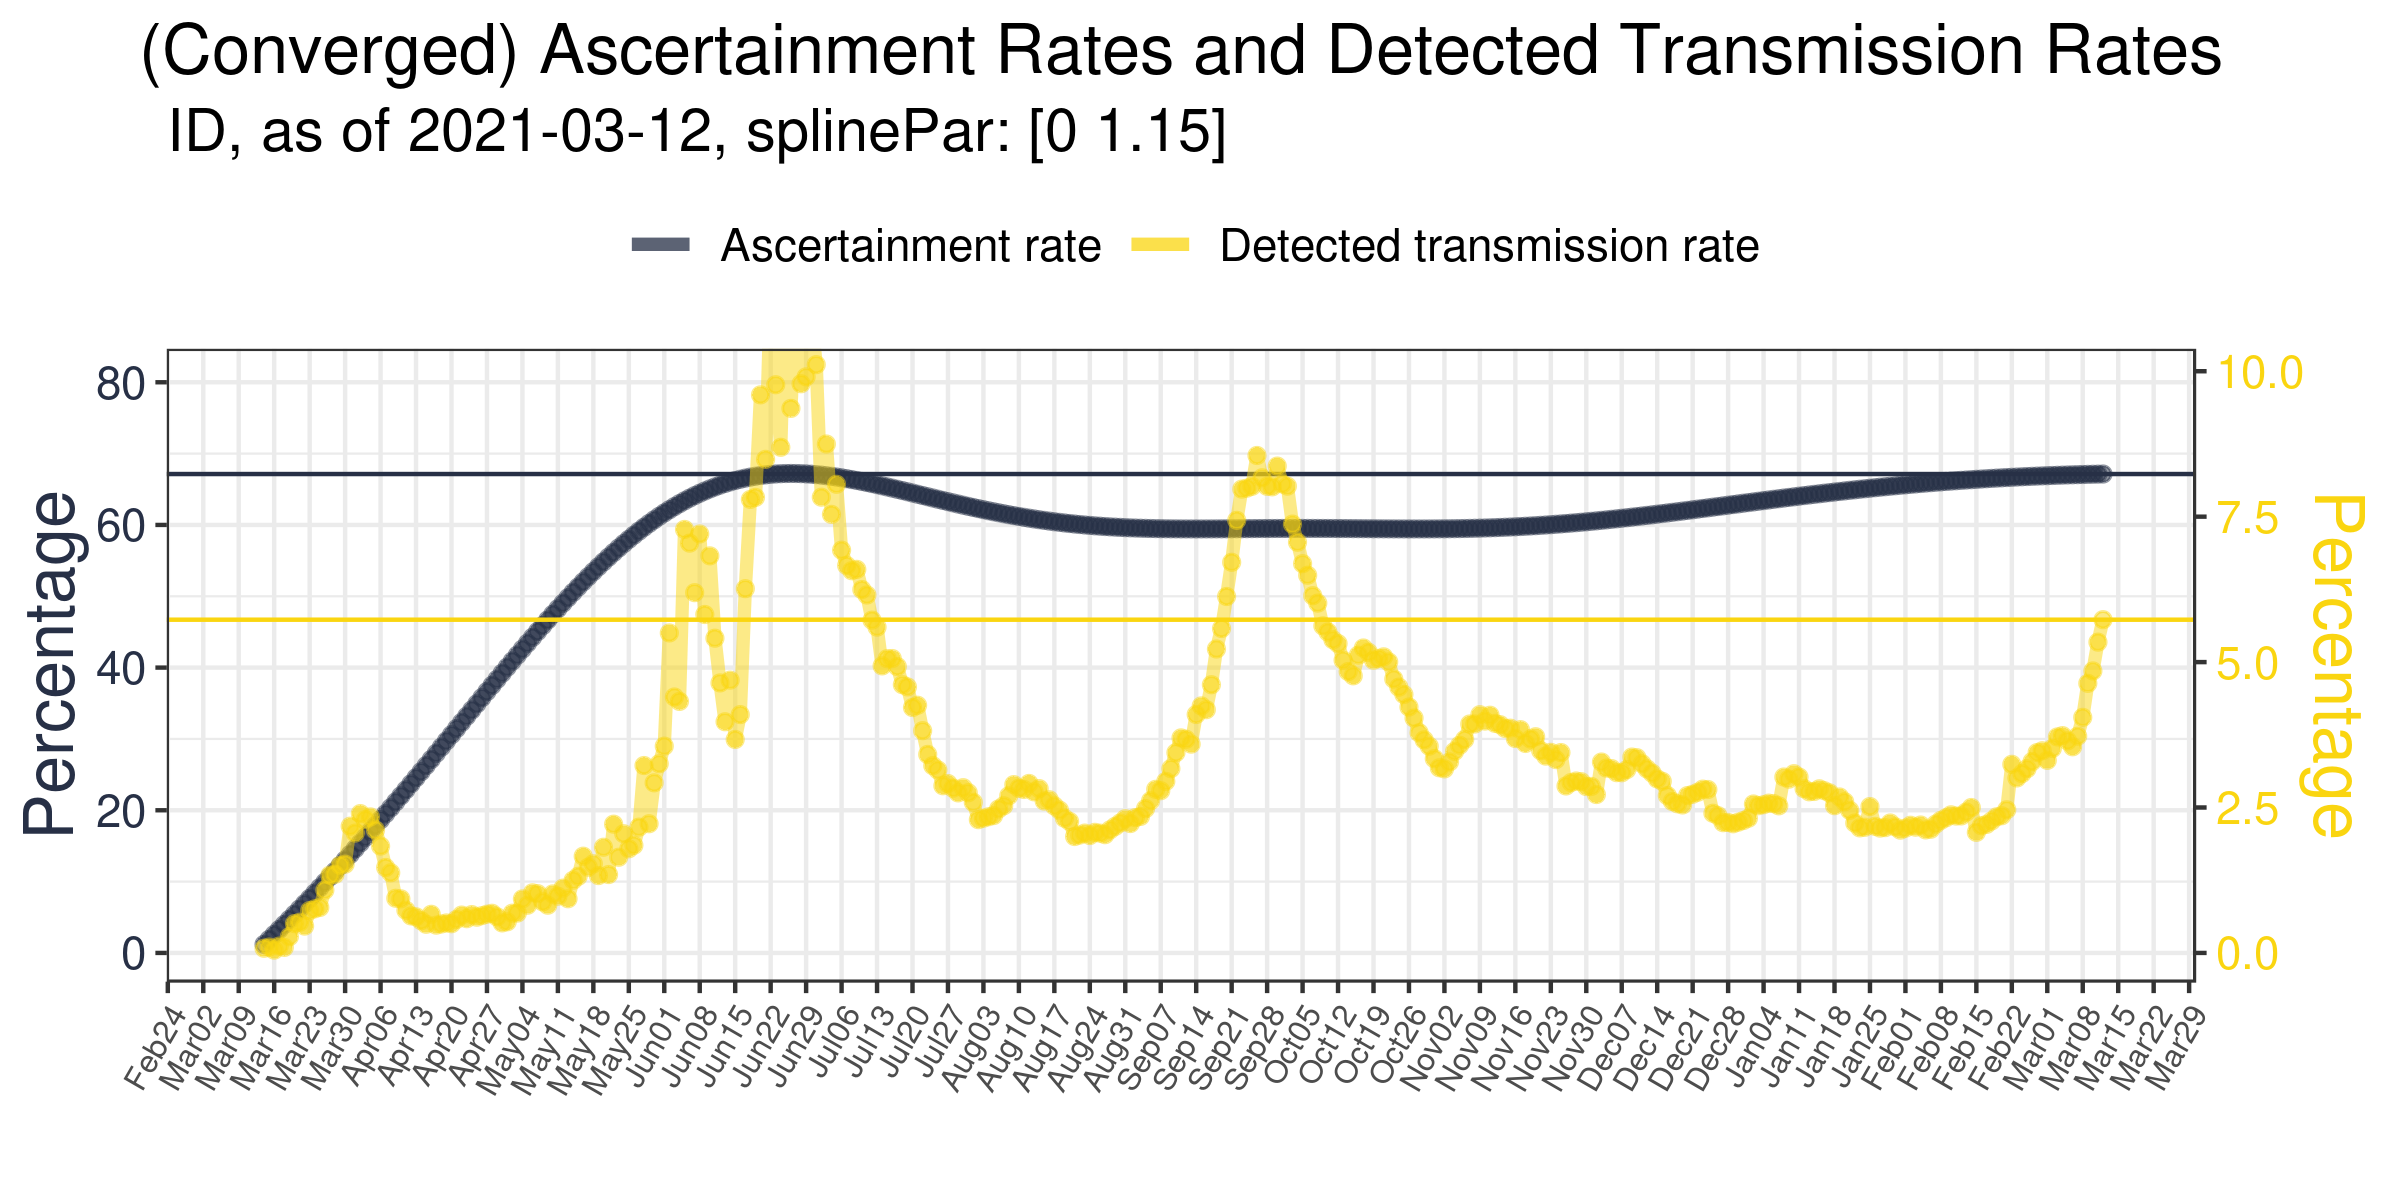 (Converged) Ascertainment Rates and Detected Transmission Rates
ID, as of 2021-03-12, splinePar: [0 1.15]
Ascertainment rate
Detected transmission rate
Percentage
80
60
40
20
0
10.0
7.5
5.0
2.5
0.0
Percentage
Feb24
Mar02
Mar09
Mar16
Mar23
Mar30
Apr06
Apr13
Apr20
Apr27
May04
May11
May18
May25
Jun01
Jun08
Jun15
Jun22
Jun29
Jul06
Jul13
Jul20
Jul27
Aug03
Aug10
Aug17
Aug24
Aug31
Sep07
Sep14
Sep21
Sep28
Oct05
Oct12
Oct19
Oct26
Nov02
Nov09
Nov16
Nov23
Nov30
Dec07
Dec14
Dec21
Dec28
Jan04
Jan11
Jan18
Jan25
Feb01
Feb08
Feb15
Feb22
Mar01
Mar08
Mar15
Mar22
Mar29